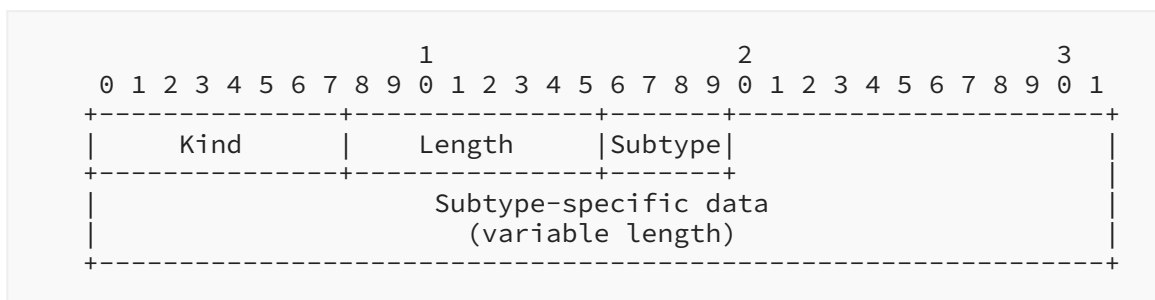 1                   2                   3
 0 1 2 3 4 5 6 7 8 9 0 1 2 3 4 5 6 7 8 9 0 1 2 3 4 5 6 7 8 9 0 1
+---------------+---------------+-------+-----------------------+
|     Kind      |    Length     |Subtype|                       |
+---------------+---------------+-------+                       |
|                     Subtype-specific data                     |
|                       (variable length)                       |
+---------------------------------------------------------------+